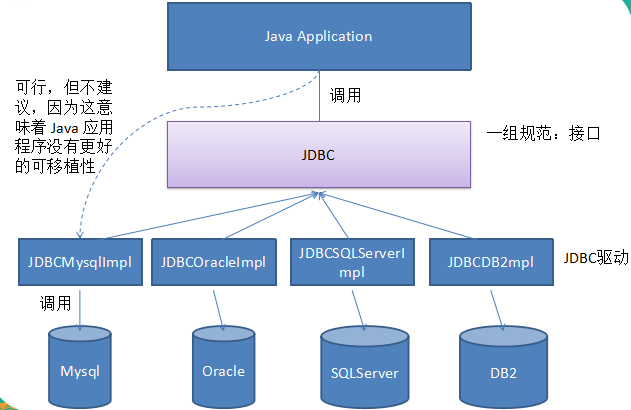 Java Application
可行，但不建
议，因为这意
味着 Java 应用
程序没有更好
的可移植性
调用
JDBC
一组规范：接口
JDBCMysqlImpl
JDBCOracleImpl
JDBCSQLServerI
mpl
JDBCDB2mpl
JDBC驱动
调用
Mysql
Oracle
SQLServer
DB2